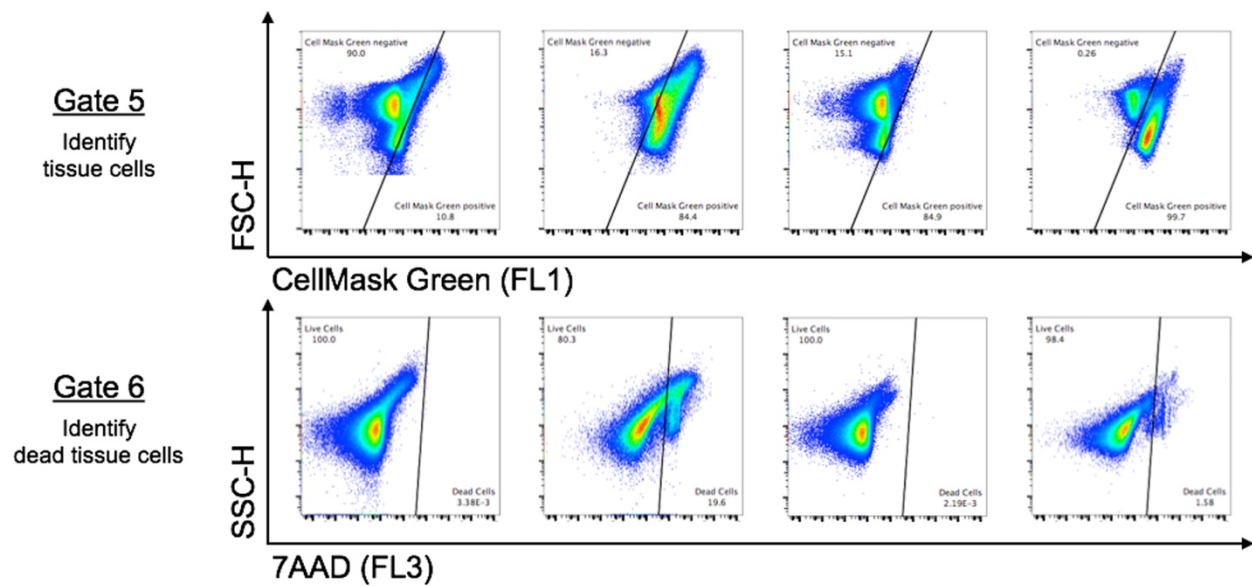 Gate 5
Identify
tissue cells
FSC-H
Cell Mask Green negative
90.0
Cell Mask Green positive
10.8
Cell Mask Green negative
16.3
Cell Mask Green positive
84.4
Cell Mask Green negative
15.1
Cell Mask Green positive
84.9
Cell Mask Green negative
0.26
Cell Mask Green positive
99.7
CellMask Green (FL1)
Gate 6
Identify
dead tissue cells
SSC-H
Live Cells
100.0
Dead Cells
3.38E-3
Live Cells
80.3
Dead Cells
19.6
Live Cells
100.0
Dead Cells
2.19E-3
Live Cells
98.4
Dead Cells
1.58
7AAD (FL3)